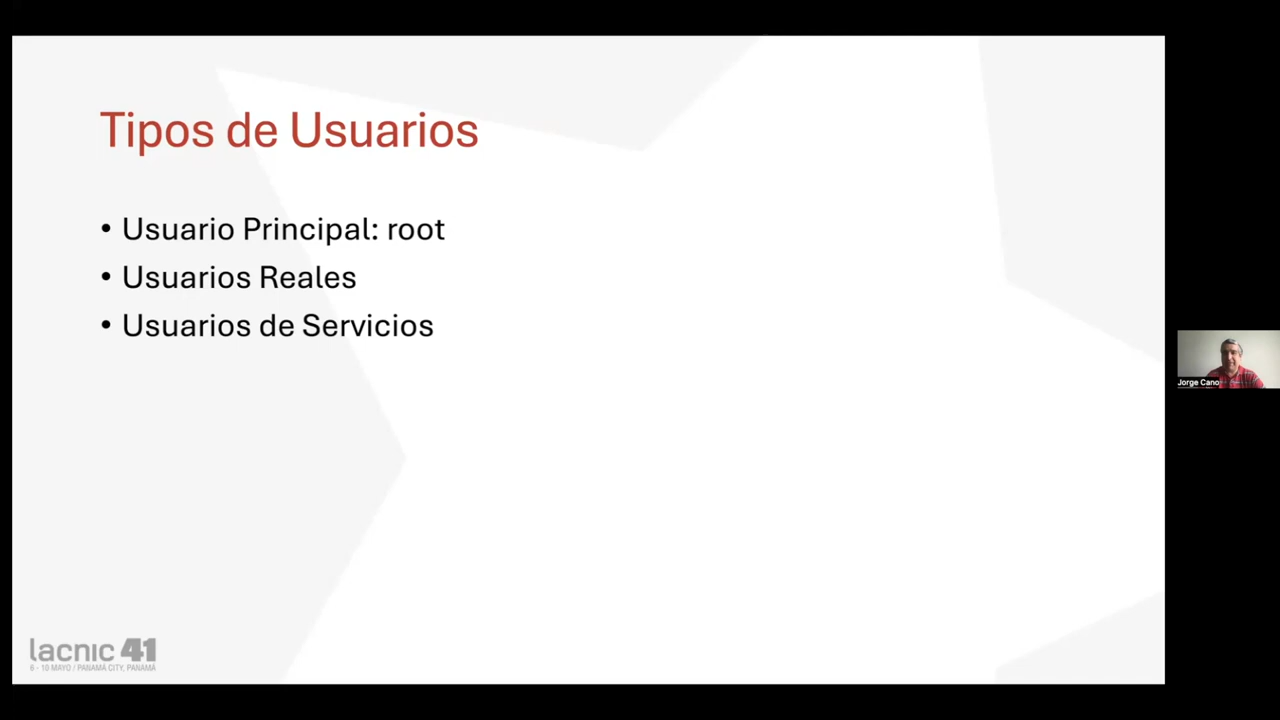 Tipos de Usuarios
• Usuario Principal: root
• Usuarios Reales
• Usuarios de Servicios
Jorge Cano
lacnic 41
6 - 10 MAYO / PANAMÁ CITY, PANAMÁ